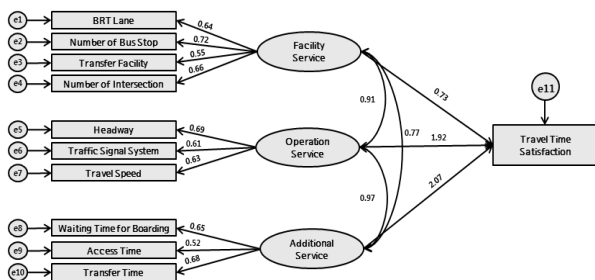 e1
BRT Lane
0.64
e2
Number of Bus Stop
0.72
e3
Transfer Facility
0.55
e4
Number of Intersection
0.66
Facility
Service
e5
Headway
0.69
e6
Traffic Signal System
0.61
e7
Travel Speed
0.63
Operation
Service
e8
Waiting Time for Boarding
0.65
e9
Access Time
0.52
e10
Transfer Time
0.68
Additional
Service
0.91
0.77
0.97
0.73
1.92
2.07
e11
Travel Time
Satisfaction